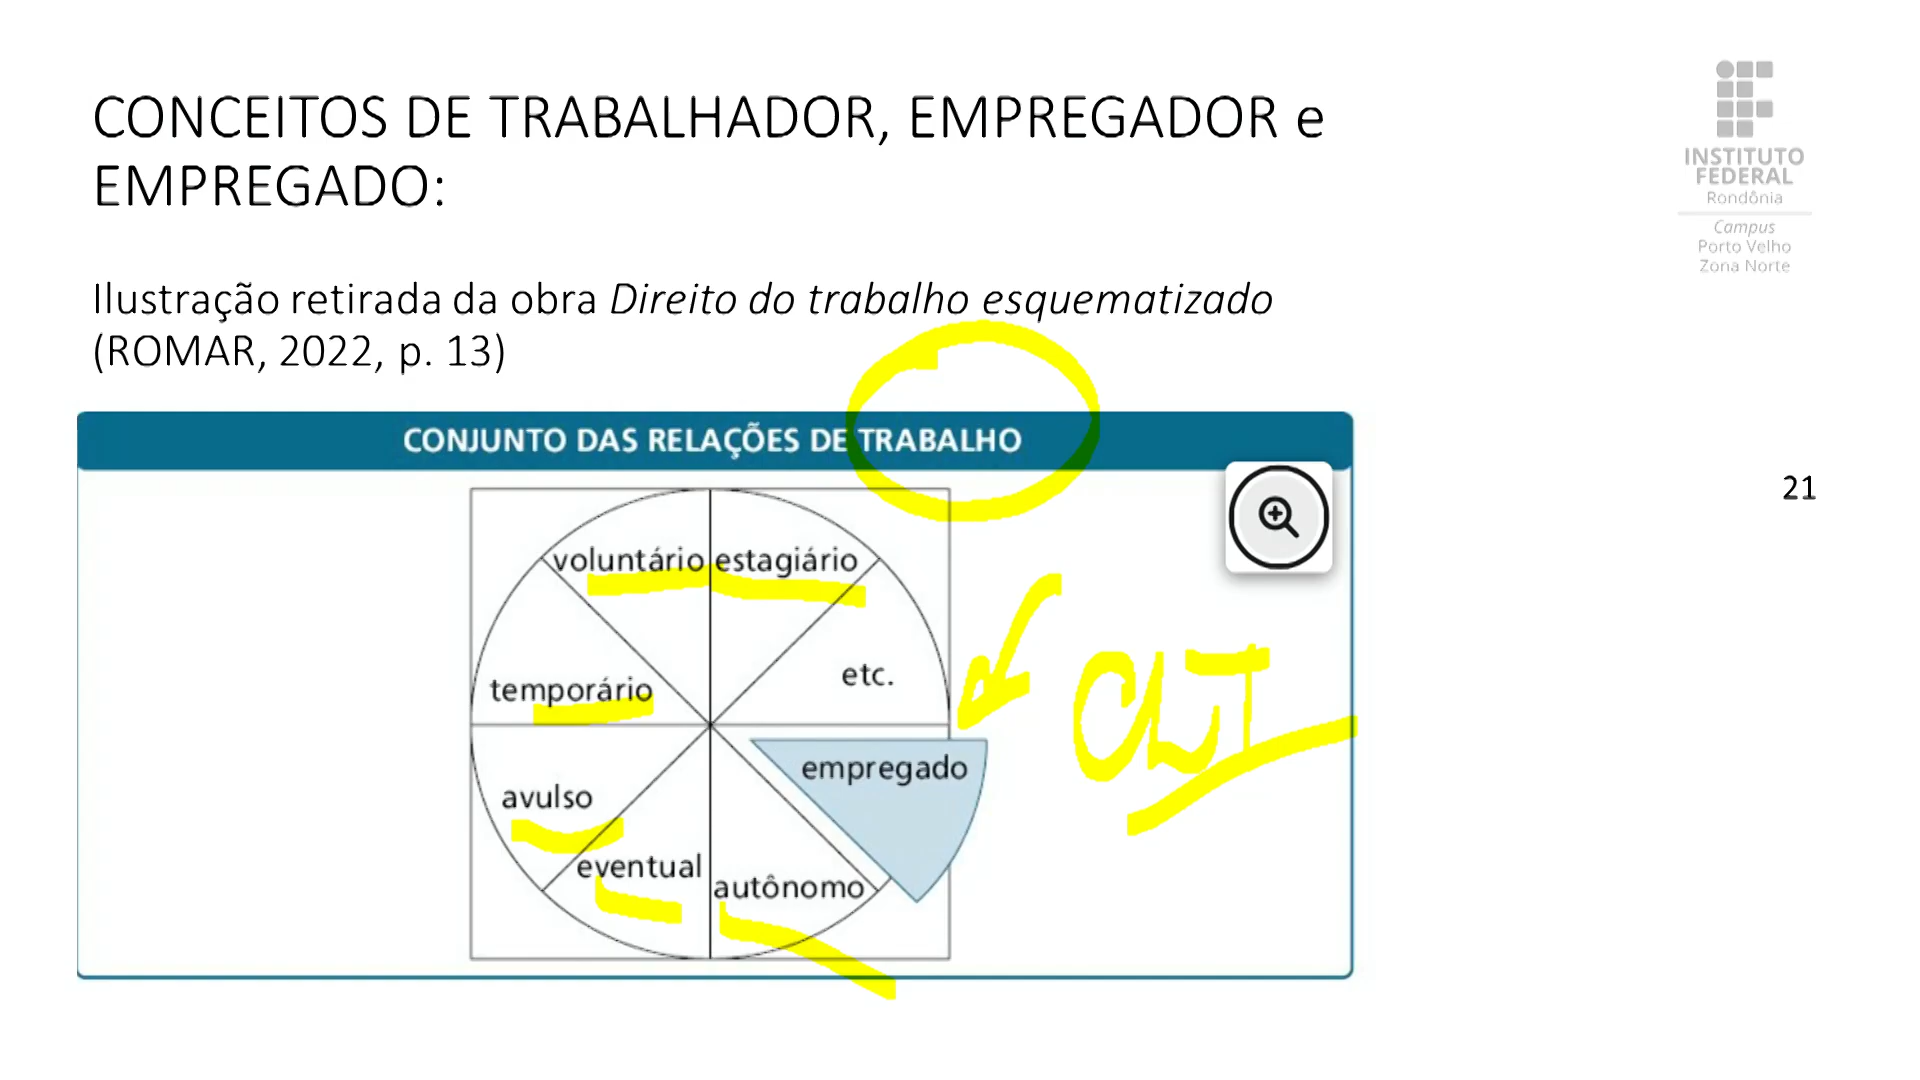 CONCEITOS DE TRABALHADOR, EMPREGADOR e
EMPREGADO:
INSTITUTO
FEDERAL
Rondônia
Campus
Porto Velho
Zona Norte
Ilustração retirada da obra Direito do trabalho esquematizado
(ROMAR, 2022, p. 13)
CONJUNTO DAS RELAÇÕES DE TRABALHO
21
voluntário
estagiário
temporário
etc.
CLT
empregado
avulso
eventual
autônomo